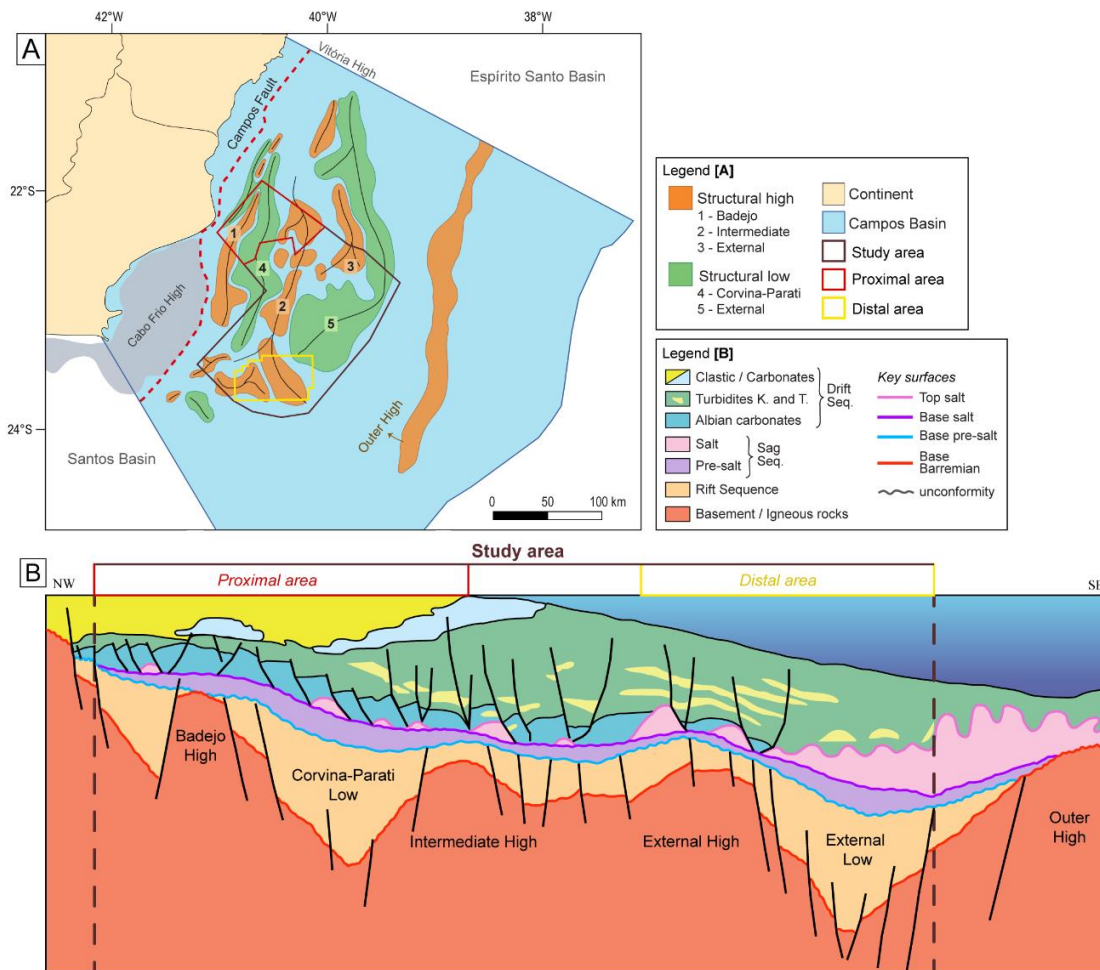 42°W
40°W
38°W
A
Vitória High
Espírito Santo Basin
Campos Fault
22°S
1
2
3
4
5
Cabo Frio High
Outer High
24°S
Santos Basin
0 50 100 km
Legend [A]
Structural high
1 - Badejo
2 - Intermediate
3 - External
Structural low
4 - Corvina-Parati
5 - External
Continent
Campos Basin
Study area
Proximal area
Distal area
Legend [B]
Clastic / Carbonates
Turbidites K. and T.
Albian carbonates
Drift
Seq.
Salt
Pre-salt
Sag
Seq.
Rift Sequence
Basement / Igneous rocks
Key surfaces
Top salt
Base salt
Base pre-salt
Base
Barremian
unconformity
B
Study area
NW
Proximal area
Distal area
SE
Badejo
High
Corvina-Parati
Low
Intermediate High
External High
External
Low
Outer
High